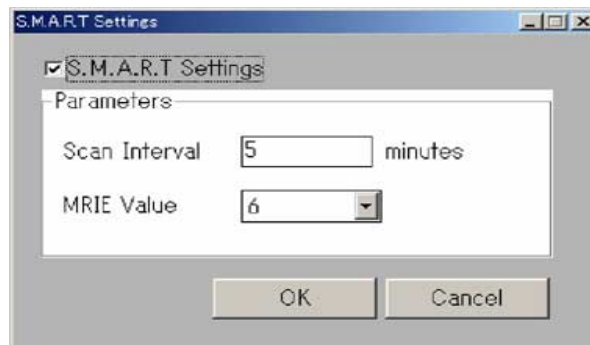 S.M.A.R.T Settings
S.M.A.R.T Settings
Parameters
Scan Interval 5 minutes
MRIE Value 6
OK Cancel